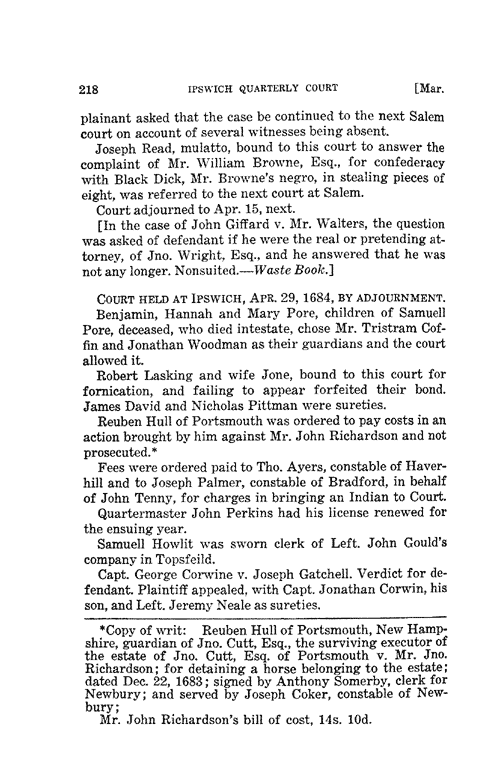 218 IPSWICH QUARTERLY COURT [Mar.
plainant asked that the case be continued to the next Salem
court on account of several witnesses being absent.
Joseph Read, mulatto, bound to this court to answer the
complaint of Mr. William Browne, Esq., for confederacy
with Black Dick, Mr. Browne's negro, in stealing pieces of
eight, was referred to the next court at Salem.
Court adjourned to Apr. 15, next.
[In the case of John Giffard v. Mr. Walters, the question
was asked of defendant if he were the real or pretending at-
torney, of Jno. Wright, Esq., and he answered that he was
not any longer. Nonsuited.—Waste Book.]
COURT HELD AT IPSWICH, APR. 29, 1684, BY ADJOURNMENT.
Benjamin, Hannah and Mary Pore, children of Samuell
Pore, deceased, who died intestate, chose Mr. Tristram Cof-
fin and Jonathan Woodman as their guardians and the court
allowed it.
Robert Lasking and wife Jone, bound to this court for
fornication, and failing to appear forfeited their bond.
James David and Nicholas Pittman were sureties.
Reuben Hull of Portsmouth was ordered to pay costs in an
action brought by him against Mr. John Richardson and not
prosecuted.*
Fees were ordered paid to Tho. Ayers, constable of Haver-
hill and to Joseph Palmer, constable of Bradford, in behalf
of John Tenny, for charges in bringing an Indian to Court.
Quartermaster John Perkins had his license renewed for
the ensuing year.
Samuell Howlit was sworn clerk of Left. John Gould's
company in Topsfeild.
Capt. George Corwine v. Joseph Gatchell. Verdict for de-
fendant. Plaintiff appealed, with Capt. Jonathan Corwin, his
son, and Left. Jeremy Neale as sureties.
*Copy of writ: Reuben Hull of Portsmouth, New Hamp-
shire, guardian of Jno. Cutt, Esq., the surviving executor of
the estate of Jno. Cutt, Esq. of Portsmouth v. Mr. Jno.
Richardson; for detaining a horse belonging to the estate;
dated Dec. 22, 1683; signed by Anthony Somerby, clerk for
Newbury; and served by Joseph Coker, constable of New-
bury;
Mr. John Richardson's bill of cost, 14s. 10d.